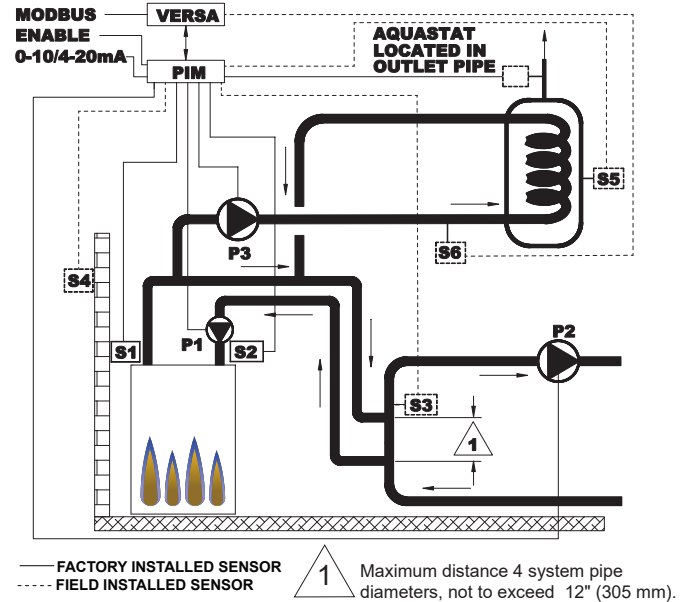 MODBUS
VERSA
ENABLE
0-10/4-20mA
PIM
AQUASTAT
LOCATED IN
OUTLET PIPE
S5
P3
S6
S4
S1
P1
S2
P2
S3
1
FACTORY INSTALLED SENSOR
FIELD INSTALLED SENSOR
1
Maximum distance 4 system pipe
diameters, not to exceed 12" (305 mm).